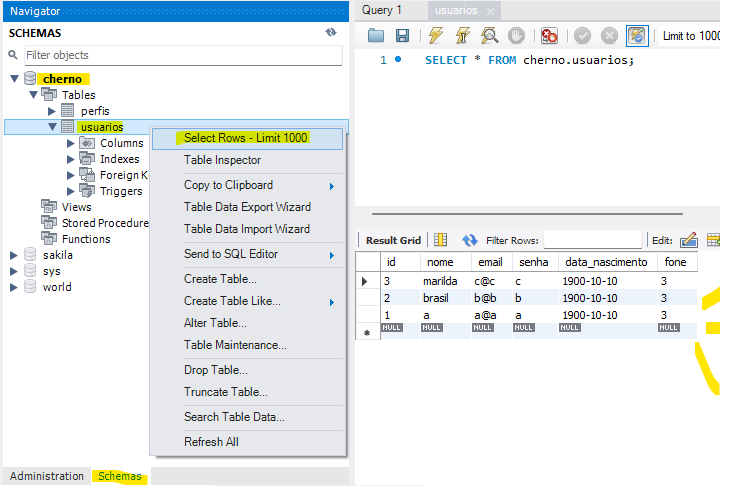 Navigator
SCHEMAS
Filter objects
cherno
Tables
perfis
usuarios
Columns
Indexes
Foreign K
Triggers
Views
Stored Procedure
Functions
sakila
sys
world
Administration Schemas
Select Rows - Limit 1000
Table Inspector
Copy to Clipboard
Table Data Export Wizard
Table Data Import Wizard
Send to SQL Editor
Create Table...
Create Table Like...
Alter Table...
Table Maintenance...
Drop Table...
Truncate Table...
Search Table Data...
Refresh All
Query 1 usuarios
Limit to 1000
1 SELECT * FROM cherno.usuarios;
Result Grid Filter Rows: Edit:
id nome email senha data_nascimento fone
3 marilda c@c c 1900-10-10 3
2 brasil b@b b 1900-10-10 3
1 a a@a a 1900-10-10 3
NULL NULL NULL NULL NULL NULL